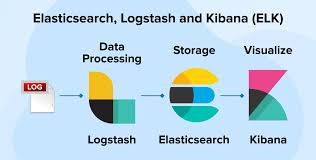 Elasticsearch, Logstash and Kibana (ELK)
Data
Processing
Storage
Visualize
LOG
Logstash
Elasticsearch
Kibana